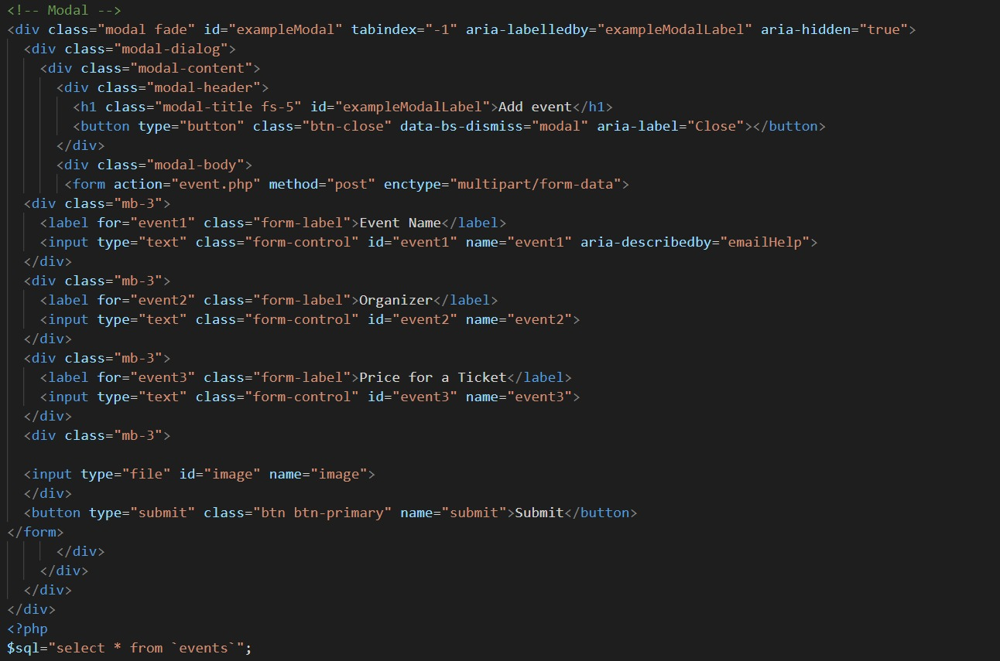 <!-- Modal -->
<div class="modal fade" id="exampleModal" tabindex="-1" aria-labelledby="exampleModalLabel" aria-hidden="true">
  <div class="modal-dialog">
    <div class="modal-content">
      <div class="modal-header">
        <h1 class="modal-title fs-5" id="exampleModalLabel">Add event</h1>
        <button type="button" class="btn-close" data-bs-dismiss="modal" aria-label="Close"></button>
      </div>
      <div class="modal-body">
       <form action="event.php" method="post" enctype="multipart/form-data">
  <div class="mb-3">
    <label for="event1" class="form-label">Event Name</label>
    <input type="text" class="form-control" id="event1" name="event1" aria-describedby="emailHelp">
  </div>
  <div class="mb-3">
    <label for="event2" class="form-label">Organizer</label>
    <input type="text" class="form-control" id="event2" name="event2">
  </div>
  <div class="mb-3">
    <label for="event3" class="form-label">Price for a Ticket</label>
    <input type="text" class="form-control" id="event3" name="event3">
  </div>
  <div class="mb-3">

  <input type="file" id="image" name="image">
  </div>
  <button type="submit" class="btn btn-primary" name="submit">Submit</button>
</form>
      </div>
    </div>
  </div>
</div>
<?php
$sql="select * from `events`";